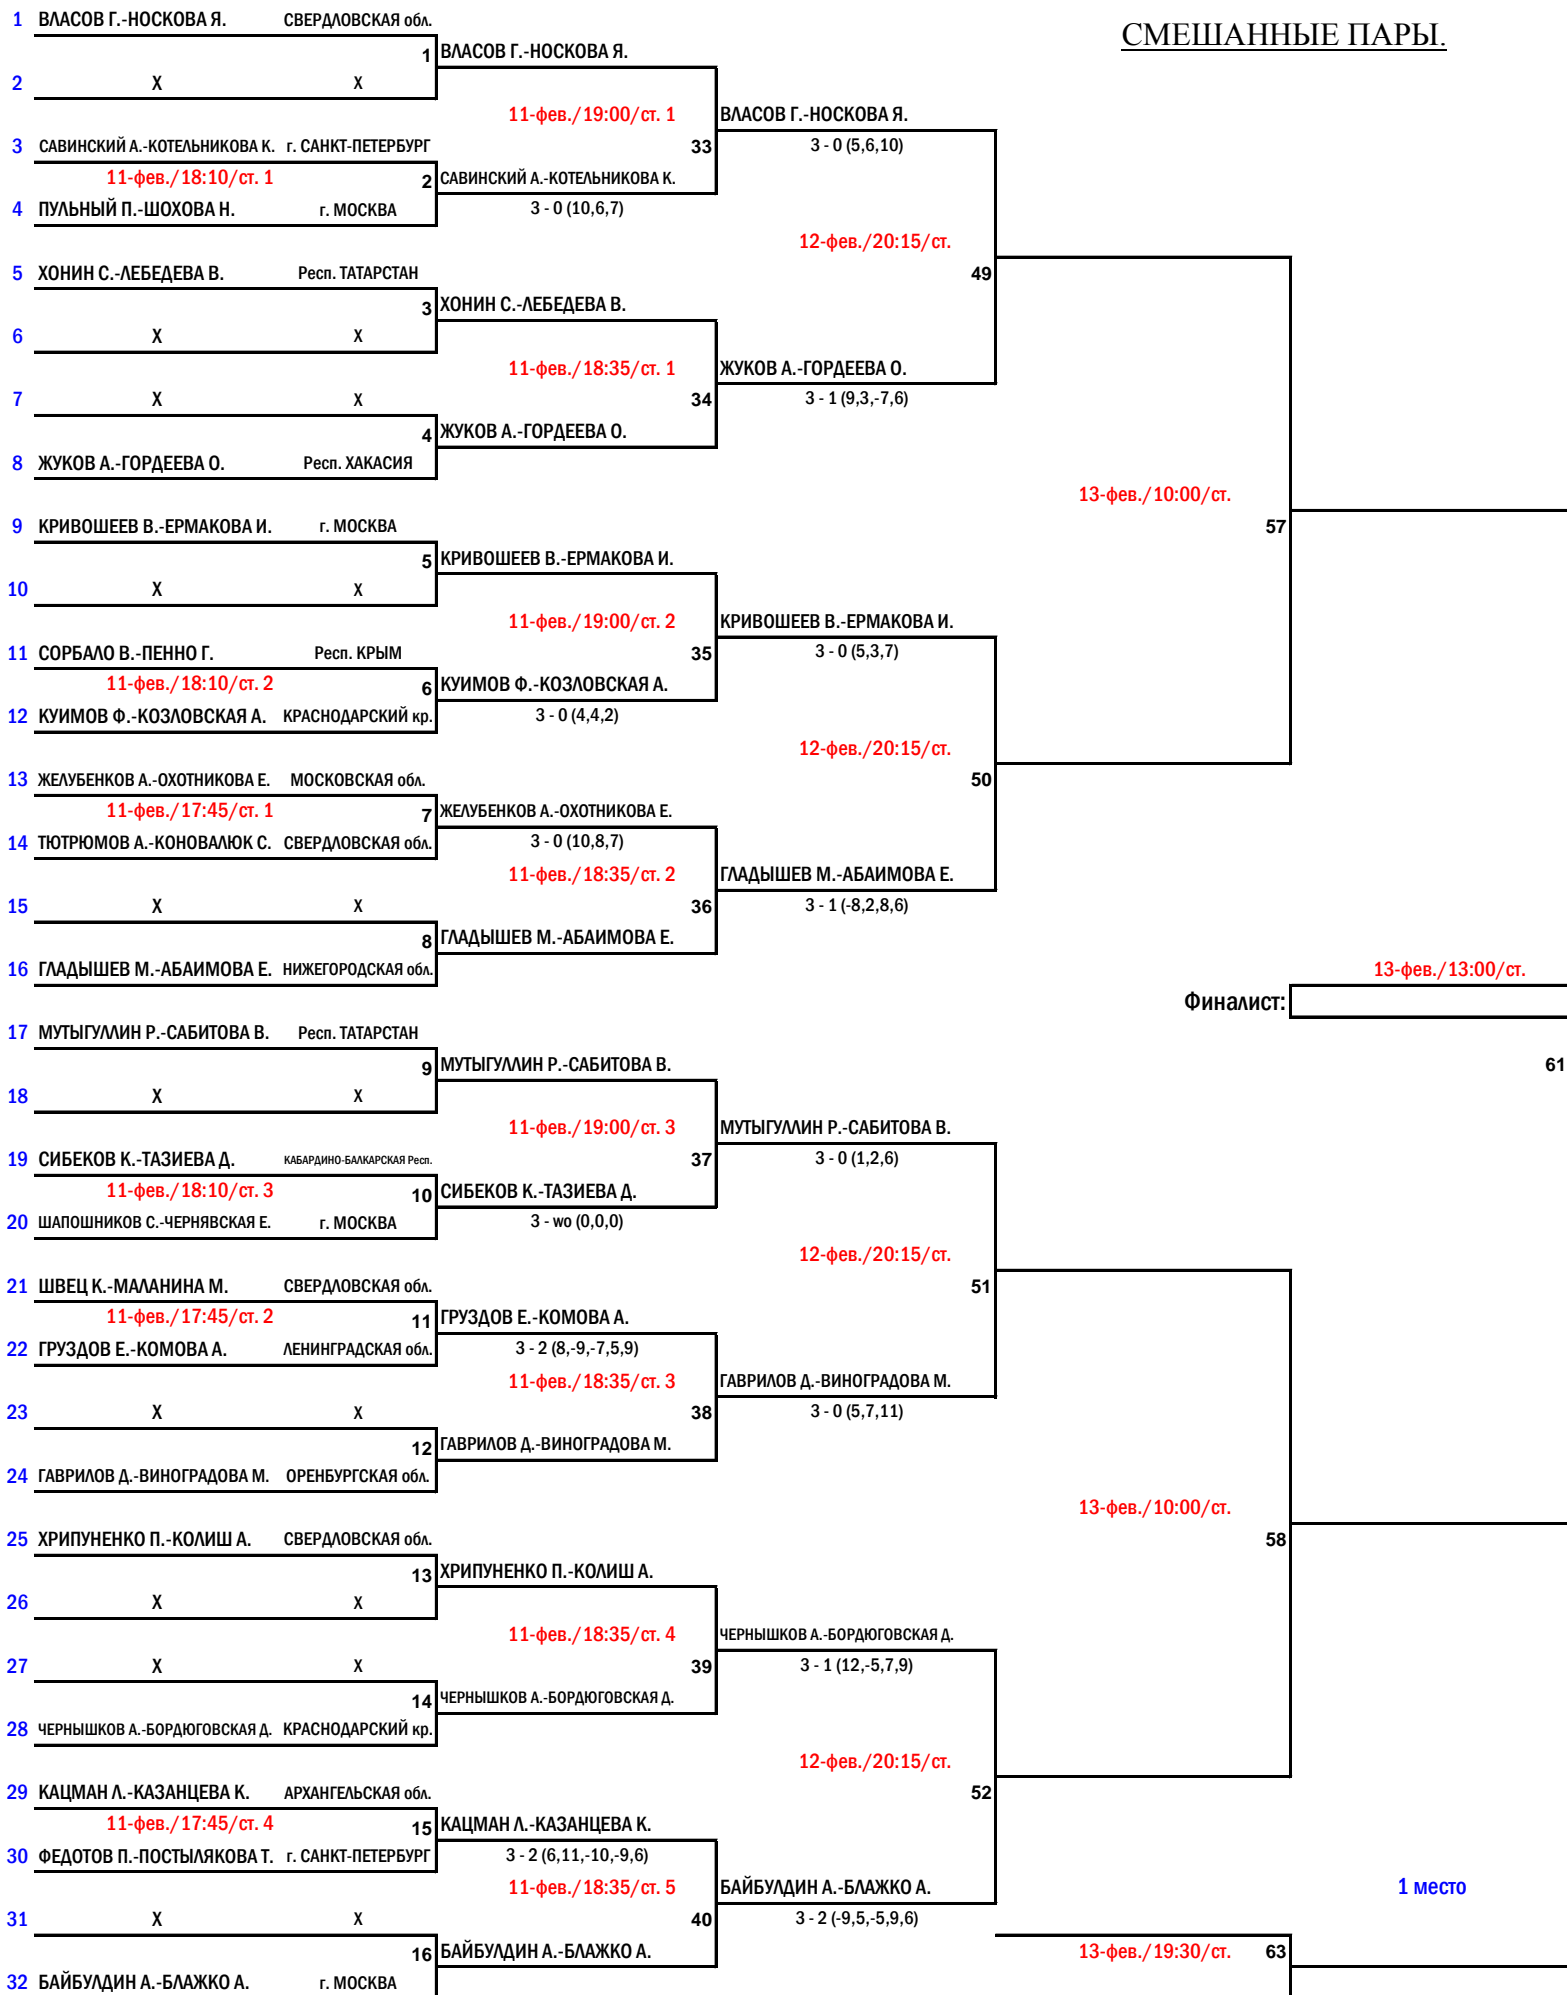 СМЕШАННЫЕ ПАРЫ.
1 ВЛАСОВ Г.-НОСКОВА Я. СВЕРДЛОВСКАЯ обл.
1 ВЛАСОВ Г.-НОСКОВА Я.
2 X X
11-фев./19:00/ст. 1 ВЛАСОВ Г.-НОСКОВА Я.
3 САВИНСКИЙ А.-КОТЕЛЬНИКОВА К. г. САНКТ-ПЕТЕРБУРГ 33 3 - 0 (5,6,10)
11-фев./18:10/ст. 1 2 САВИНСКИЙ А.-КОТЕЛЬНИКОВА К.
4 ПУЛЬНЫЙ П.-ШОХОВА Н. г. МОСКВА 3 - 0 (10,6,7)
12-фев./20:15/ст.
5 ХОНИН С.-ЛЕБЕДЕВА В. Респ. ТАТАРСТАН 49
3 ХОНИН С.-ЛЕБЕДЕВА В.
6 X X
11-фев./18:35/ст. 1 ЖУКОВ А.-ГОРДЕЕВА О.
7 X X 34 3 - 1 (9,3,-7,6)
4 ЖУКОВ А.-ГОРДЕЕВА О.
8 ЖУКОВ А.-ГОРДЕЕВА О. Респ. ХАКАСИЯ
13-фев./10:00/ст.
9 КРИВОШЕЕВ В.-ЕРМАКОВА И. г. МОСКВА 57
5 КРИВОШЕЕВ В.-ЕРМАКОВА И.
10 X X
11-фев./19:00/ст. 2 КРИВОШЕЕВ В.-ЕРМАКОВА И.
11 СОРБАЛО В.-ПЕННО Г. Респ. КРЫМ 35 3 - 0 (5,3,7)
11-фев./18:10/ст. 2 6 КУИМОВ Ф.-КОЗЛОВСКАЯ А.
12 КУИМОВ Ф.-КОЗЛОВСКАЯ А. КРАСНОДАРСКИЙ кр. 3 - 0 (4,4,2)
12-фев./20:15/ст.
13 ЖЕЛУБЕНКОВ А.-ОХОТНИКОВА Е. МОСКОВСКАЯ обл. 50
11-фев./17:45/ст. 1 7 ЖЕЛУБЕНКОВ А.-ОХОТНИКОВА Е.
14 ТЮТРЮМОВ А.-КОНОВАЛЮК С. СВЕРДЛОВСКАЯ обл. 3 - 0 (10,8,7)
11-фев./18:35/ст. 2 ГЛАДЫШЕВ М.-АБАИМОВА Е.
15 X X 36 3 - 1 (-8,2,8,6)
8 ГЛАДЫШЕВ М.-АБАИМОВА Е.
16 ГЛАДЫШЕВ М.-АБАИМОВА Е. НИЖЕГОРОДСКАЯ обл. 13-фев./13:00/ст.
Финалист:
17 МУТЫГУЛЛИН Р.-САБИТОВА В. Респ. ТАТАРСТАН
9 МУТЫГУЛЛИН Р.-САБИТОВА В. 61
18 X X
11-фев./19:00/ст. 3 МУТЫГУЛЛИН Р.-САБИТОВА В.
19 СИБЕКОВ К.-ТАЗИЕВА Д. КАБАРДИНО-БАЛКАРСКАЯ Респ. 37 3 - 0 (1,2,6)
11-фев./18:10/ст. 3 10 СИБЕКОВ К.-ТАЗИЕВА Д.
20 ШАПОШНИКОВ С.-ЧЕРНЯВСКАЯ Е. г. МОСКВА 3 - wo (0,0,0)
12-фев./20:15/ст.
21 ШВЕЦ К.-МАЛАНИНА М. СВЕРДЛОВСКАЯ обл. 51
11-фев./17:45/ст. 2 11 ГРУЗДОВ Е.-КОМОВА А.
22 ГРУЗДОВ Е.-КОМОВА А. ЛЕНИНГРАДСКАЯ обл. 3 - 2 (8,-9,-7,5,9)
11-фев./18:35/ст. 3 ГАВРИЛОВ Д.-ВИНОГРАДОВА М.
23 X X 38 3 - 0 (5,7,11)
12 ГАВРИЛОВ Д.-ВИНОГРАДОВА М.
24 ГАВРИЛОВ Д.-ВИНОГРАДОВА М. ОРЕНБУРГСКАЯ обл.
13-фев./10:00/ст.
25 ХРИПУНЕНКО П.-КОЛИШ А. СВЕРДЛОВСКАЯ обл. 58
13 ХРИПУНЕНКО П.-КОЛИШ А.
26 X X
11-фев./18:35/ст. 4 ЧЕРНЫШКОВ А.-БОРДЮГОВСКАЯ Д.
27 X X 39 3 - 1 (12,-5,7,9)
14 ЧЕРНЫШКОВ А.-БОРДЮГОВСКАЯ Д.
28 ЧЕРНЫШКОВ А.-БОРДЮГОВСКАЯ Д. КРАСНОДАРСКИЙ кр.
12-фев./20:15/ст.
29 КАЦМАН Л.-КАЗАНЦЕВА К. АРХАНГЕЛЬСКАЯ обл. 52
11-фев./17:45/ст. 4 15 КАЦМАН Л.-КАЗАНЦЕВА К.
30 ФЕДОТОВ П.-ПОСТЫЛЯКОВА Т. г. САНКТ-ПЕТЕРБУРГ 3 - 2 (6,11,-10,-9,6)
11-фев./18:35/ст. 5 БАЙБУЛДИН А.-БЛАЖКО А. 1 место
31 X X 40 3 - 2 (-9,5,-5,9,6)
16 БАЙБУЛДИН А.-БЛАЖКО А. 13-фев./19:30/ст. 63
32 БАЙБУЛДИН А.-БЛАЖКО А. г. МОСКВА